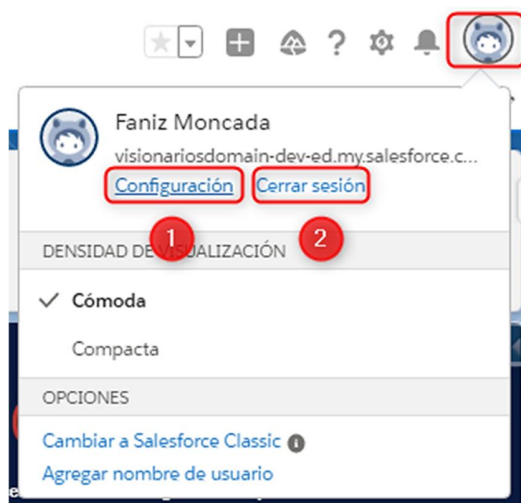 Faniz Moncada
visionariosdomain-dev-ed.my.salesforce.c...
Configuración Cerrar sesión
1 2
DENSIDAD DE VISUALIZACIÓN
Cómoda
Compacta
OPCIONES
Cambiar a Salesforce Classic
Agregar nombre de usuario